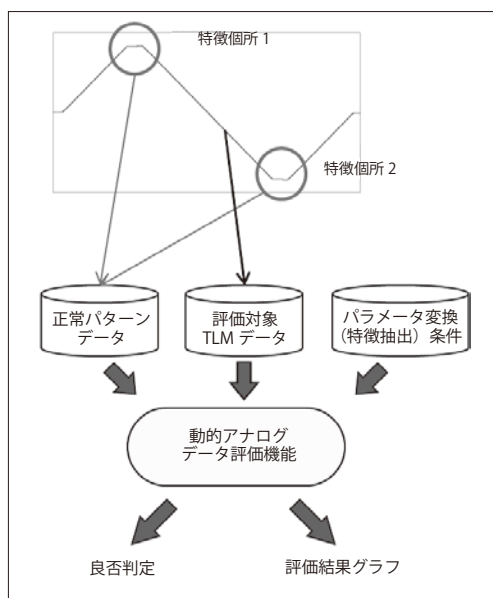 特徴個所 1
特徴個所 2
正常パターン
データ
評価対象
TLM データ
パラメータ変換
（特徴抽出）条件
動的アナログ
データ評価機能
良否判定
評価結果グラフ